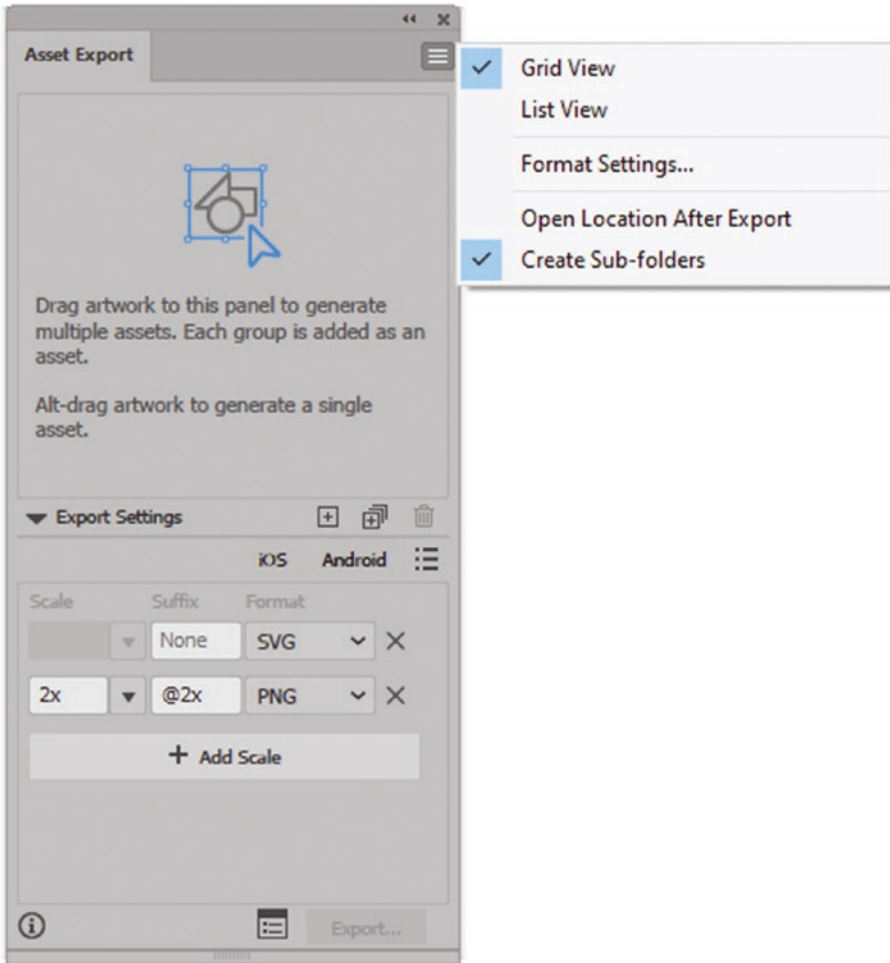 Asset Export
Grid View
List View
Format Settings...
Open Location After Export
Create Sub-folders
Drag artwork to this panel to generate
multiple assets. Each group is added as an
asset.
Alt-drag artwork to generate a single
asset.
Export Settings
iOS Android
Scale Suffix Format
None SVG
2x @2x PNG
+ Add Scale
Export...